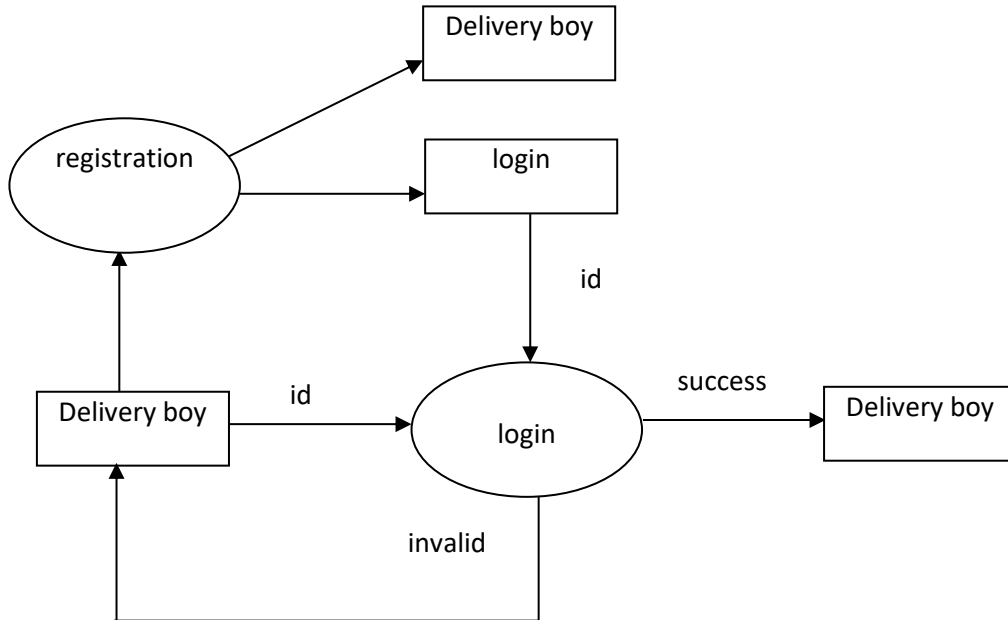 Delivery boy
registration
login
id
id
success
Delivery boy
Delivery boy
login
invalid